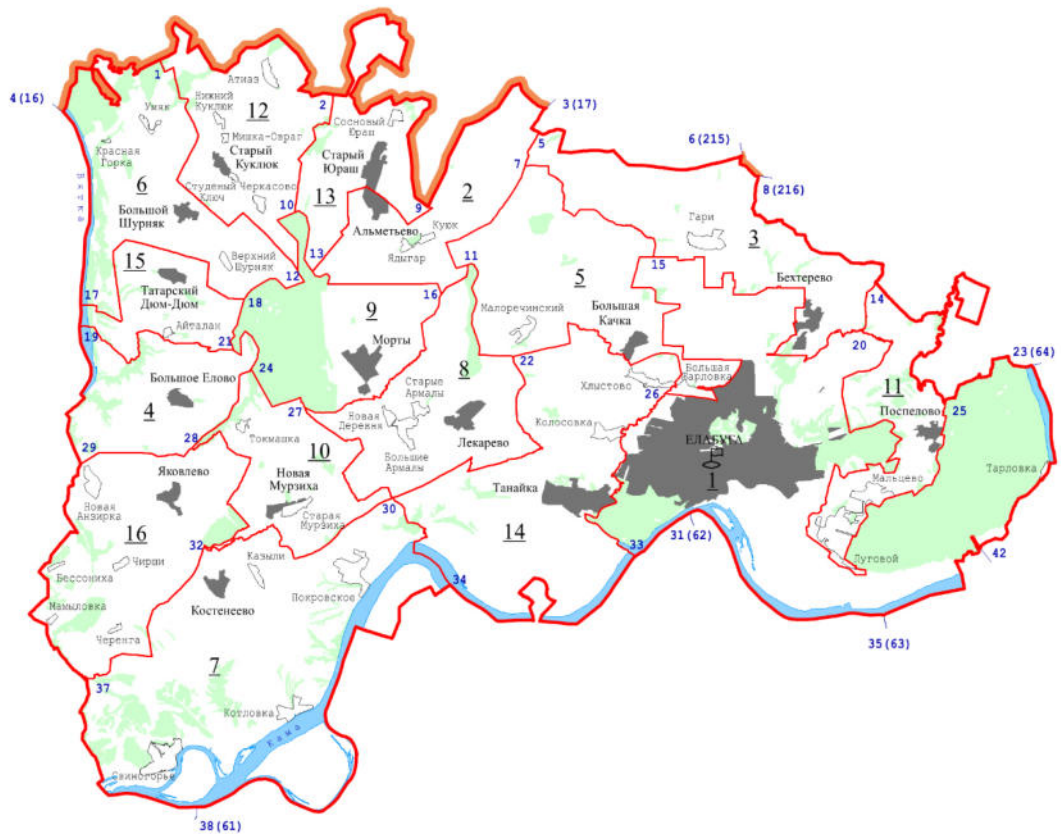 1
12
Атиаз
2
3 (17)
4 (16)
Нижний
Куклюк
Умяк
Сосновый
Юраш
Мишка-Овраг
5
6 (215)
Красная
Горка
Старый
Куклюк
Старый
Юраш
7
8 (216)
Вятка
6
Студеный
Ключ
Черкасово
13
2
Большой
Шурняк
10
9
Гари
3
Альметьево
Куюк
Ядыгар
15
Верхний
Шурняк
12
13
11
15
5
Татарский
Дюм-Дюм
Бехтерево
14
17
18
16
9
Малоречинский
Большая
Качка
19
Айталан
21
Морты
20
22
8
24
Большое Елово
Старые
Армалы
Хлыстово
Большая
Тарловка
26
11
23 (64)
4
27
Новая
Деревня
Поспелово
25
28
Токмашка
Лекарево
Колосовка
29
10
Большие
Армалы
ЕЛАБУГА
Яковлево
Новая
Мурзиха
Танайка
1
Мальцево
Тарловка
Новая
Анзирка
Старая
Мурзиха
30
16
32
14
33
31 (62)
Чирши
Казыли
Луговой
42
Бессониха
Покровское
34
Мамыловка
Костенеево
35 (63)
Черенга
7
37
Котловка
Кама
Свиногорье
38 (61)